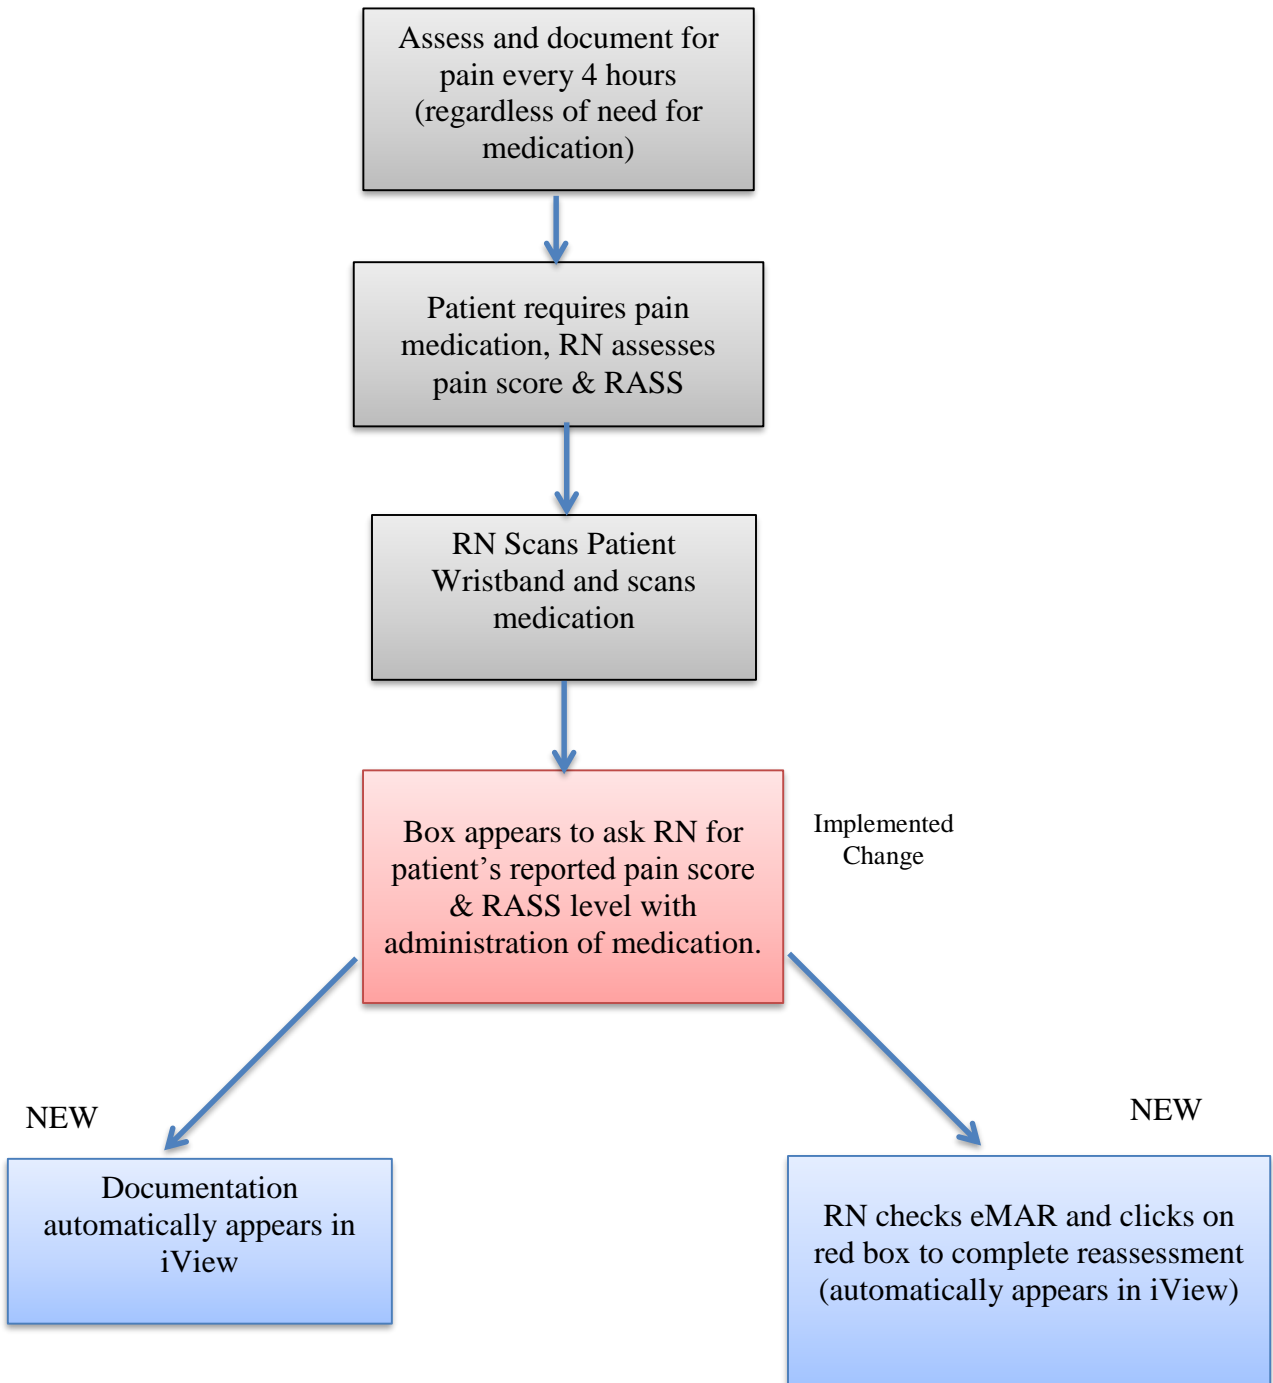 Assess and document for
pain every 4 hours
(regardless of need for
medication)
Patient requires pain
medication, RN assesses
pain score & RASS
RN Scans Patient
Wristband and scans
medication
Box appears to ask RN for
patient’s reported pain score
& RASS level with
administration of medication.
Implemented
Change
NEW
Documentation
automatically appears in
iView
NEW
RN checks eMAR and clicks on
red box to complete reassessment
(automatically appears in iView)